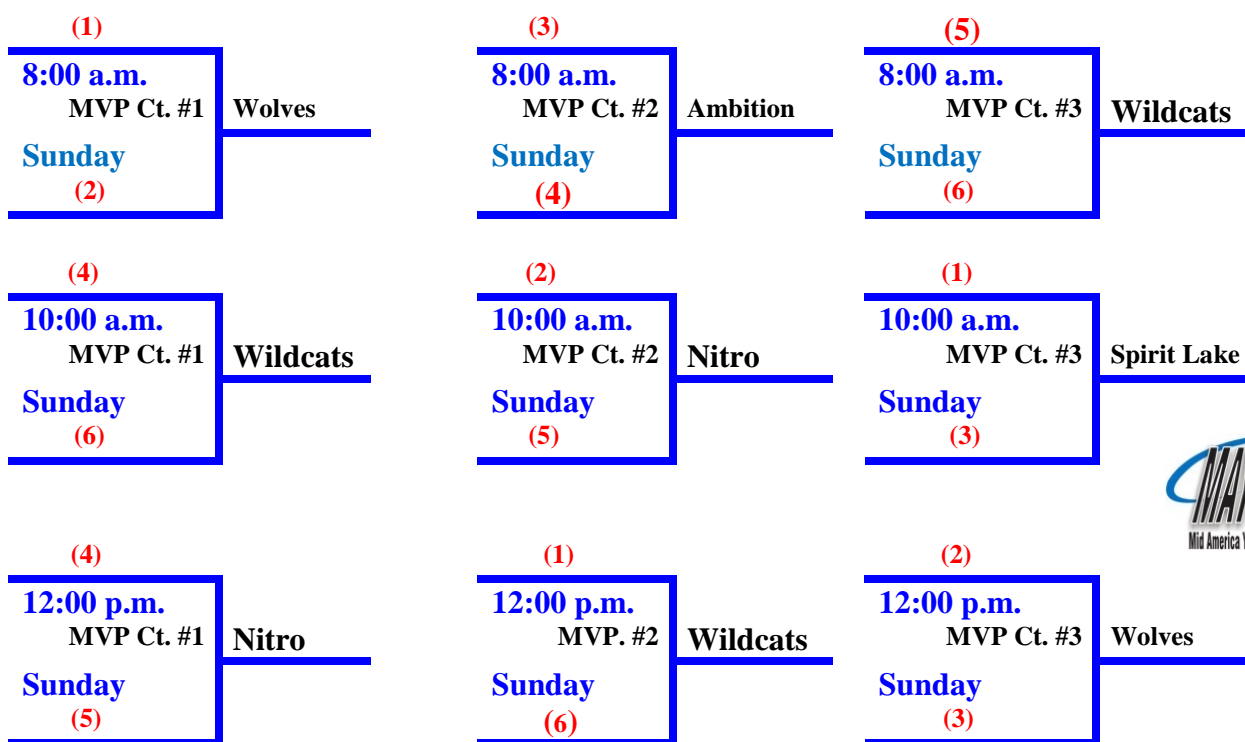 (1)
8:00 a.m.
MVP Ct. #1 Wolves
Sunday
(2)
(3)
8:00 a.m.
MVP Ct. #2 Ambition
Sunday
(4)
(5)
8:00 a.m.
MVP Ct. #3 Wildcats
Sunday
(6)
(4)
10:00 a.m.
MVP Ct. #1 Wildcats
Sunday
(6)
(2)
10:00 a.m.
MVP Ct. #2 Nitro
Sunday
(5)
(1)
10:00 a.m.
MVP Ct. #3 Spirit Lake
Sunday
(3)
Mid America
(4)
12:00 p.m.
MVP Ct. #1 Nitro
Sunday
(5)
(1)
12:00 p.m.
MVP. #2 Wildcats
Sunday
(6)
(2)
12:00 p.m.
MVP Ct. #3 Wolves
Sunday
(3)